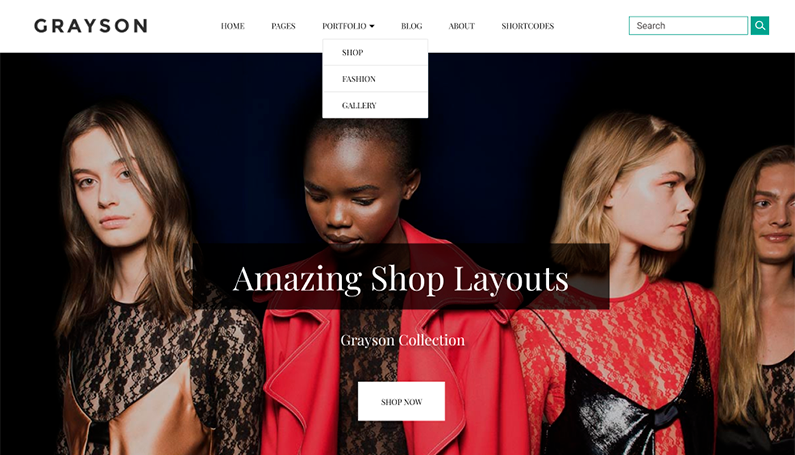 GRAYSON
HOME PAGES PORTFOLIO BLOG ABOUT SHORTCODES
Search
SHOP
FASHION
GALLERY
Amazing Shop Layouts
Grayson Collection
SHOP NOW